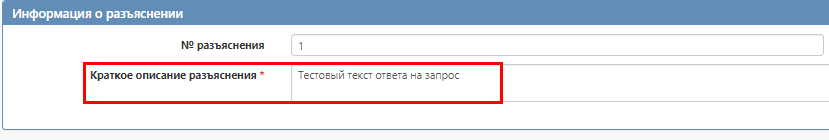 Информация о разъяснении
№ разъяснения 1
Краткое описание разъяснения * Тестовый текст ответа на запрос